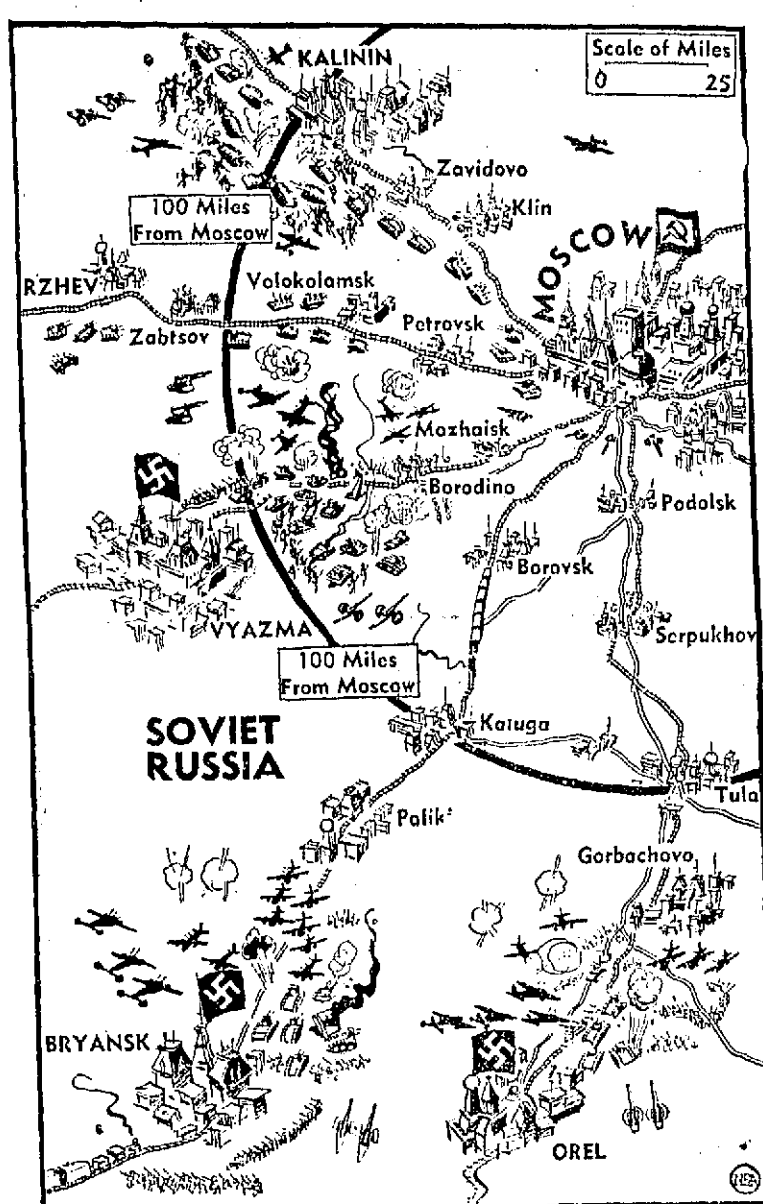 KALININ
Scale of Miles
0 25
Zavidovo
Klin
100 Miles
From Moscow
MOSCOW
RZHEV
Volokolamsk
Zabtsov
Petrovsk
Mozhaisk
Borodino
Podolsk
Borovsk
VYAZMA
Serpukhov
100 Miles
From Moscow
SOVIET
RUSSIA
Kaluga
Tula
Gorbachovo
BRYANSK
OREL
NEA